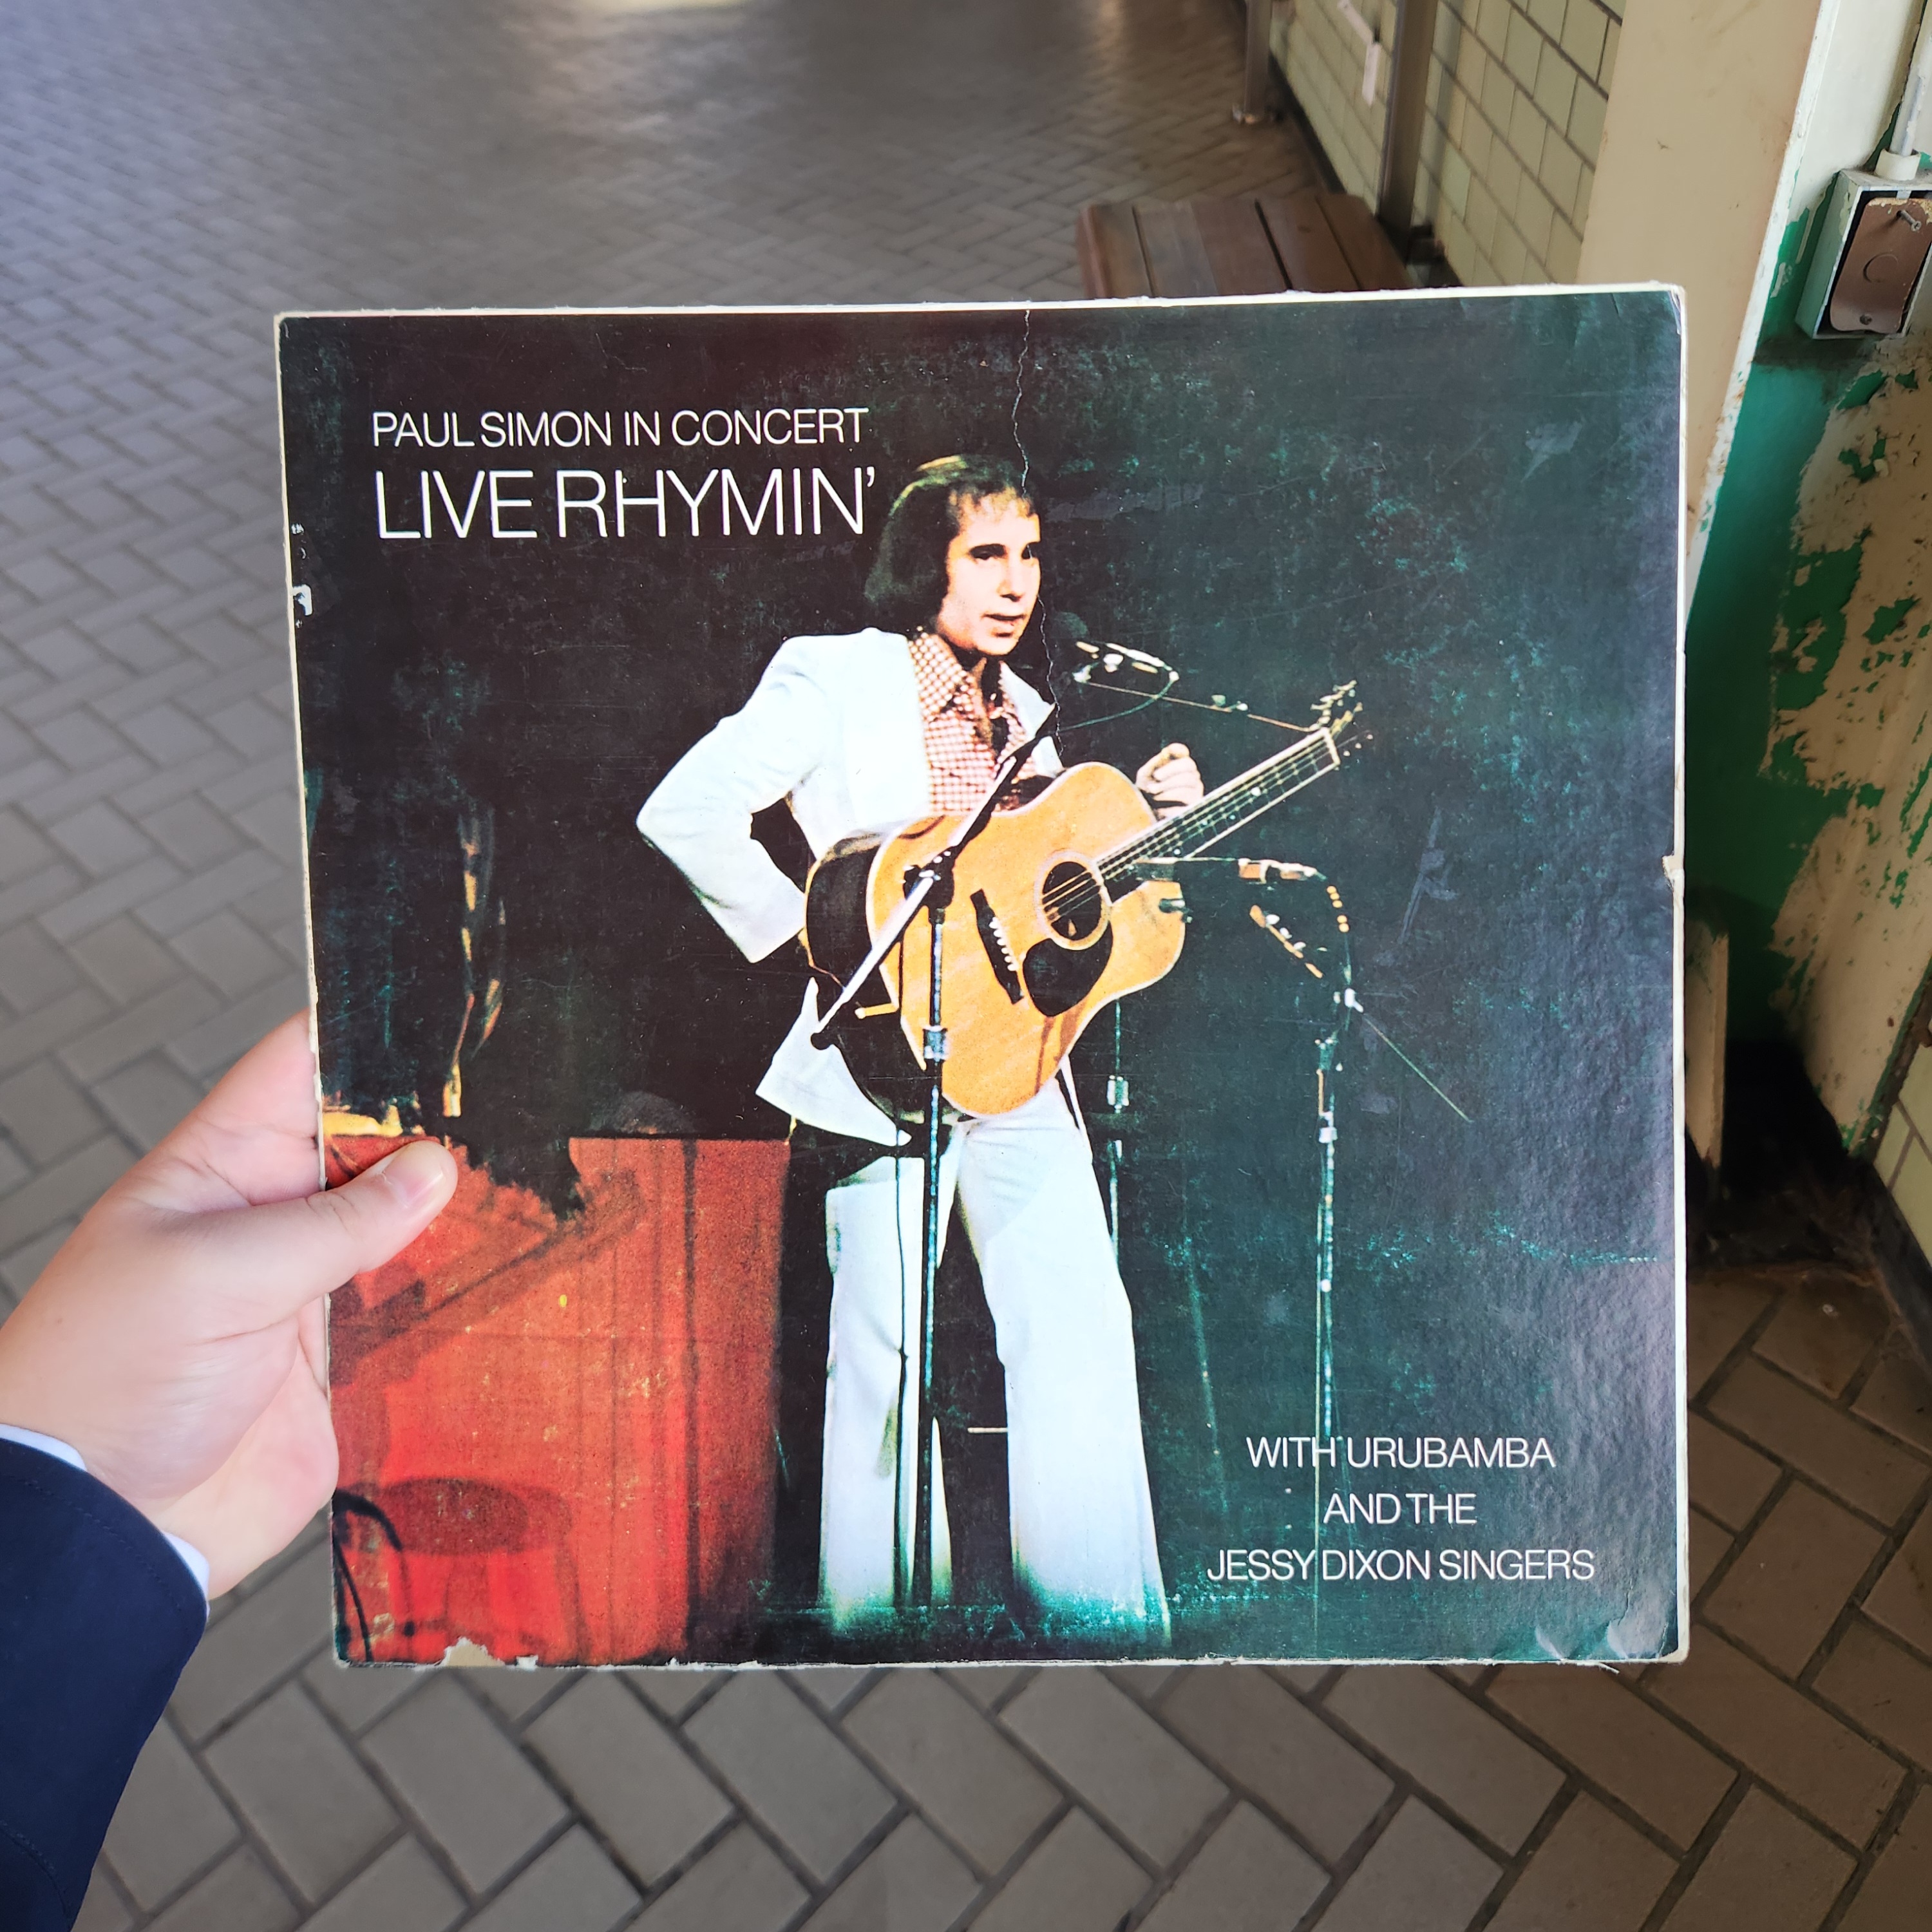 PAUL SIMON IN CONCERT
LIVE RHYMIN'
WITH URUBAMBA
AND THE
JESSY DIXON SINGERS